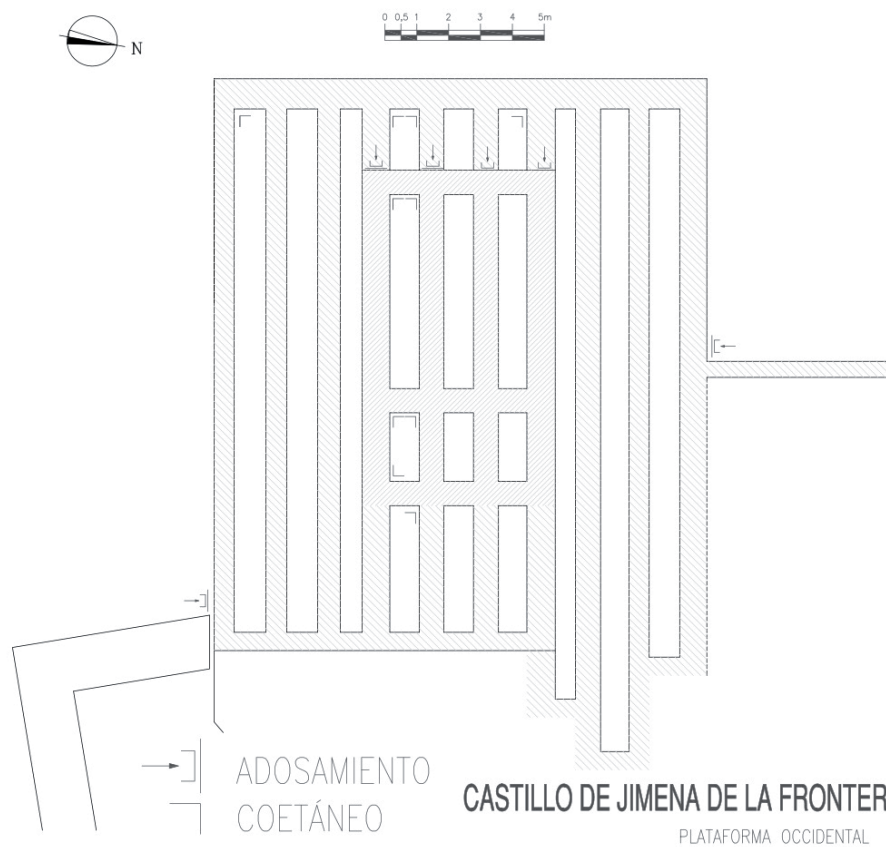 N
0 0,5 1 2 3 4 5m
ADOSAMIENTO
COETÁNEO
CASTILLO DE JIMENA DE LA FRONTER
PLATAFORMA OCCIDENTAL